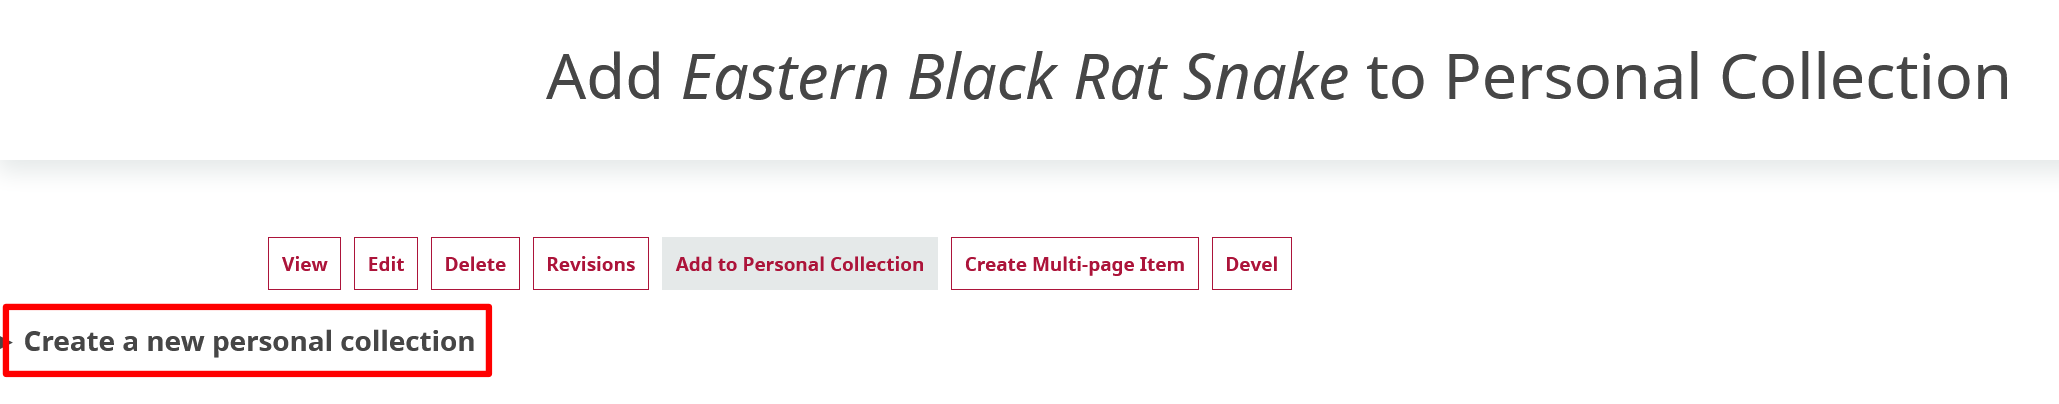 Add Eastern Black Rat Snake to Personal Collection
View Edit Delete Revisions Add to Personal Collection Create Multi-page Item Devel
Create a new personal collection